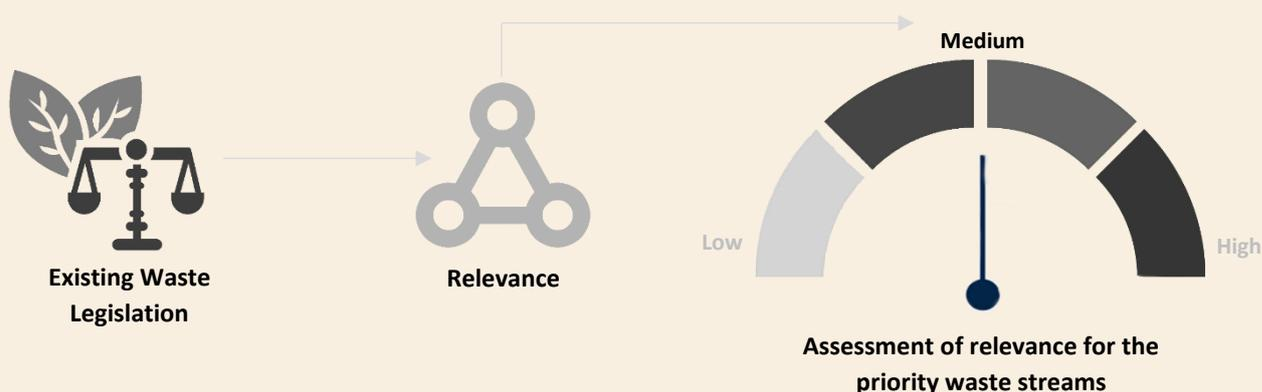 Medium
Low
High
Existing Waste
Legislation
Relevance
Assessment of relevance for the
priority waste streams